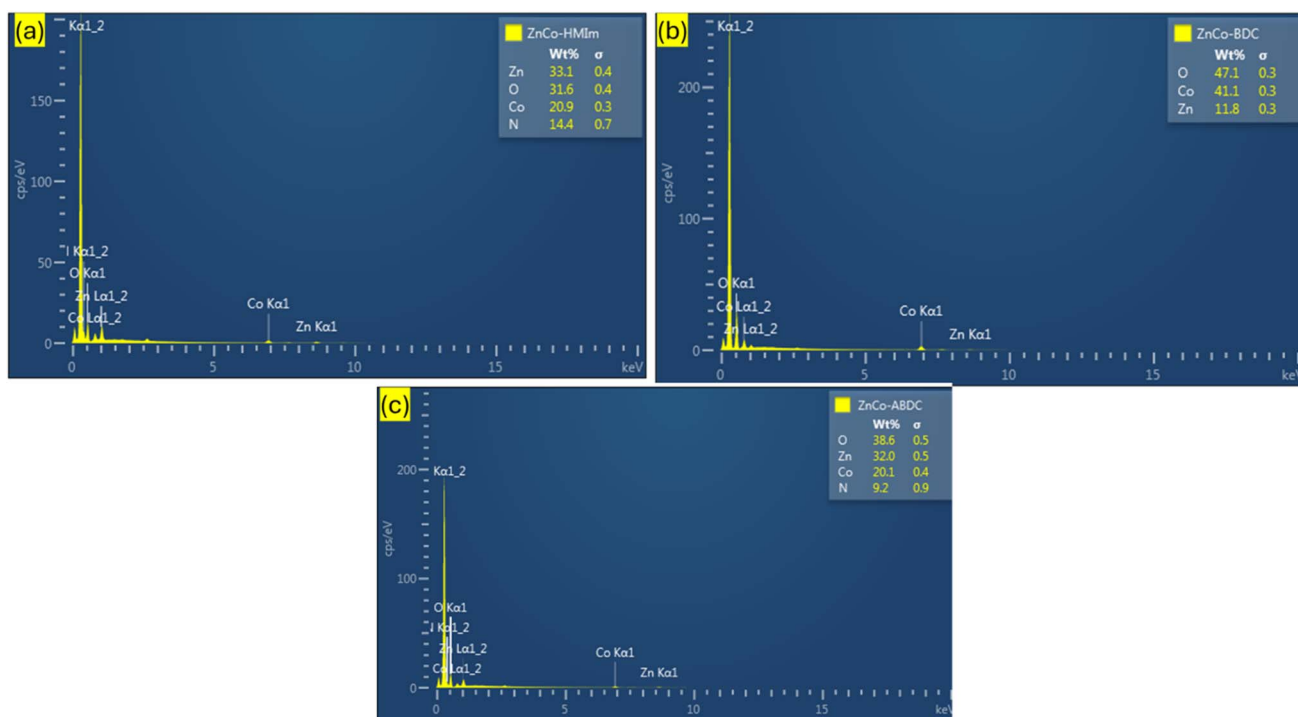 (a)
ZnCo-HMIm
Wt% σ
Zn 33.1 0.4
O 31.6 0.4
Co 20.9 0.3
N 14.4 0.7
Kα1_2
150
100
50
0
cps/eV
I Kα1_2
O Kα1
Zn Lα1_2
Co Lα1_2
Co Kα1
Zn Kα1
0 5 10 15 keV
(b)
ZnCo-BDC
Wt% σ
O 47.1 0.3
Co 41.1 0.3
Zn 11.8 0.3
Kα1_2
200
100
0
cps/eV
O Kα1
Co Lα1_2
Zn Lα1_2
Co Kα1
Zn Kα1
0 5 10 15 keV
(c)
ZnCo-ABDC
Wt% σ
O 38.6 0.5
Zn 32.0 0.5
Co 20.1 0.4
N 9.2 0.9
Kα1_2
200
100
0
cps/eV
O Kα1
I Kα1_2
Zn Lα1_2
Co Lα1_2
Co Kα1
Zn Kα1
0 5 10 15 keV